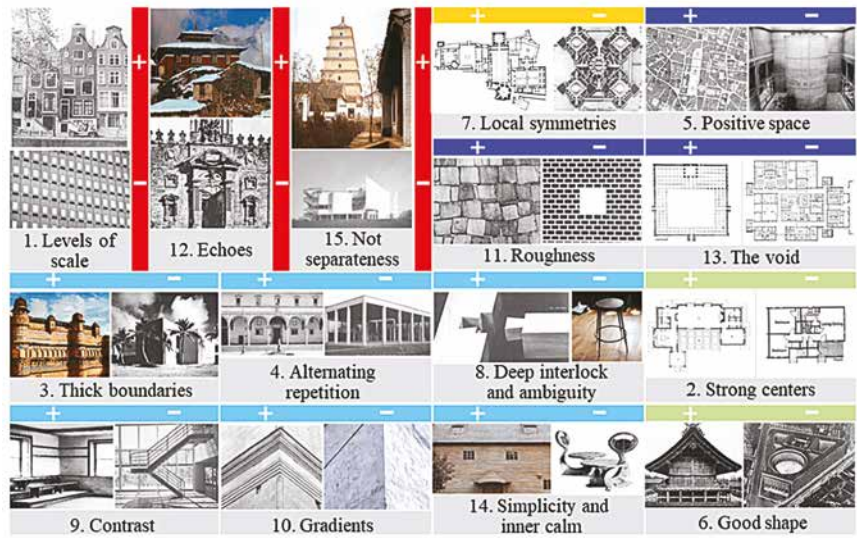 + − + − + − + − + −
7. Local symmetries
5. Positive space
+ − + −
1. Levels of
scale
12. Echoes
15. Not
separateness
11. Roughness
13. The void
+ − + − + − + −
3. Thick boundaries
4. Alternating
repetition
8. Deep interlock
and ambiguity
2. Strong centers
+ − + − + − + −
9. Contrast
10. Gradients
14. Simplicity and
inner calm
6. Good shape